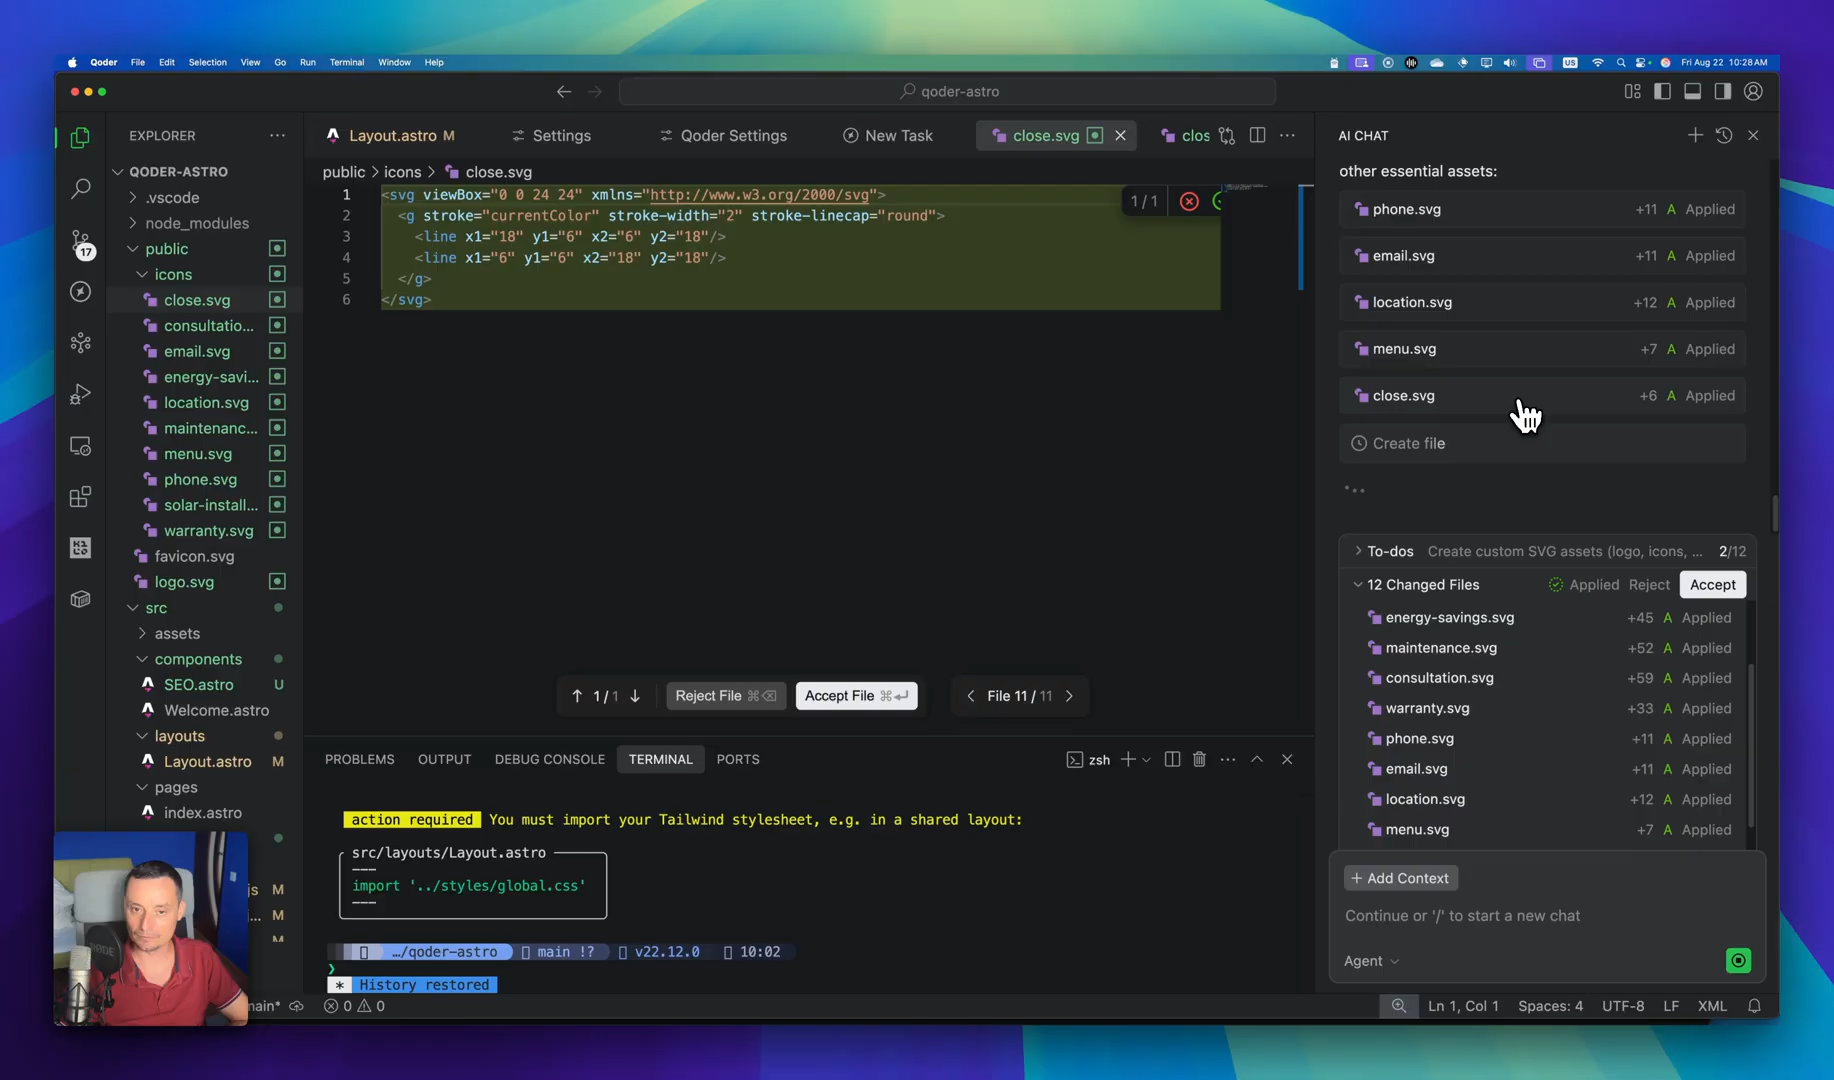 Qoder File Edit Selection View Go Run Terminal Window Help
US Fri Aug 22 10:28 AM
qoder-astro
EXPLORER
QODER-ASTRO
.vscode
node_modules
public
icons
close.svg
consultatio...
email.svg
energy-savi...
location.svg
maintenanc...
menu.svg
phone.svg
solar-install...
warranty.svg
favicon.svg
logo.svg
src
assets
components
SEO.astro U
Welcome.astro
layouts
Layout.astro M
pages
index.astro
js M
... M
M
17
Layout.astro M Settings Qoder Settings New Task close.svg clos
public > icons > close.svg
1 <svg viewBox="0 0 24 24" xmlns="http://www.w3.org/2000/svg">
2 <g stroke="currentColor" stroke-width="2" stroke-linecap="round">
3 <line x1="18" y1="6" x2="6" y2="18"/>
4 <line x1="6" y1="6" x2="18" y2="18"/>
5 </g>
6 </svg>
1 / 1
1 / 1 Reject File Accept File File 11 / 11
PROBLEMS OUTPUT DEBUG CONSOLE TERMINAL PORTS
zsh
action required You must import your Tailwind stylesheet, e.g. in a shared layout:
src/layouts/Layout.astro
---
import '../styles/global.css'
---
…/qoder-astro main !? v22.12.0 10:02
❯
* History restored
AI CHAT
other essential assets:
phone.svg +11 A Applied
email.svg +11 A Applied
location.svg +12 A Applied
menu.svg +7 A Applied
close.svg +6 A Applied
Create file
To-dos Create custom SVG assets (logo, icons, ... 2/12
12 Changed Files Applied Reject Accept
energy-savings.svg +45 A Applied
maintenance.svg +52 A Applied
consultation.svg +59 A Applied
warranty.svg +33 A Applied
phone.svg +11 A Applied
email.svg +11 A Applied
location.svg +12 A Applied
menu.svg +7 A Applied
+ Add Context
Continue or '/' to start a new chat
Agent
main* 0 0
Ln 1, Col 1 Spaces: 4 UTF-8 LF XML